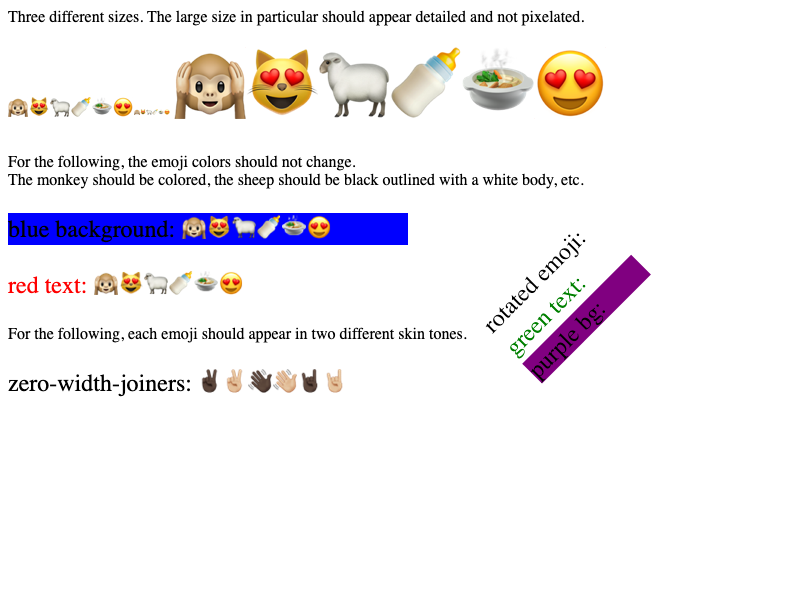 Three different sizes. The large size in particular should appear detailed and not pixelated.
🙉😻🐑🍼🍲😍🙉😻🐑🍼🍲😍🙉😻🐑🍼🍲😍
For the following, the emoji colors should not change.
The monkey should be colored, the sheep should be black outlined with a white body, etc.
blue background: 🙉😻🐑🍼🍲😍
red text: 🙉😻🐑🍼🍲😍
rotated emoji:
green text:
purple bg:
For the following, each emoji should appear in two different skin tones.
zero-width-joiners: ✌🏿✌🏼👋🏿👋🏼🤘🏿🤘🏼